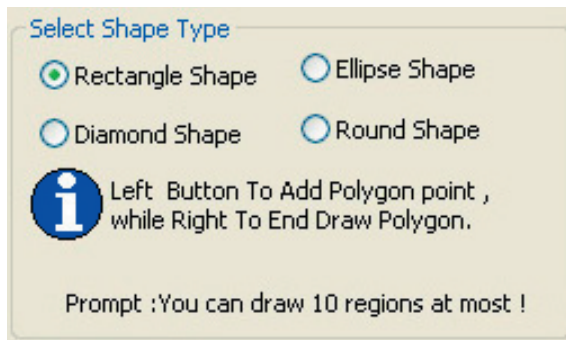 Select Shape Type
Rectangle Shape Ellipse Shape
Diamond Shape Round Shape
Left Button To Add Polygon point ,
while Right To End Draw Polygon.
Prompt :You can draw 10 regions at most !